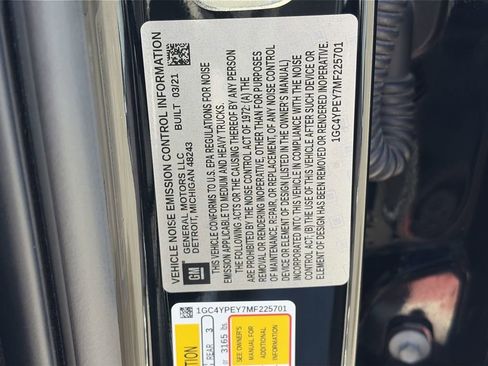 VEHICLE NOISE EMISSION CONTROL INFORMATION
BUILT 03/21
GENERAL MOTORS LLC
DETROIT, MICHIGAN 48243
GM
THIS VEHICLE CONFORMS TO U.S. EPA REGULATIONS FOR NOISE
EMISSION APPLICABLE TO MEDIUM AND HEAVY TRUCKS.
THE FOLLOWING ACTS OR THE CAUSING THEREOF BY ANY PERSON
ARE PROHIBITED BY THE NOISE CONTROL ACT OF 1972: (A) THE
REMOVAL OR RENDERING INOPERATIVE, OTHER THAN FOR PURPOSES
OF MAINTENANCE, REPAIR, OR REPLACEMENT, OF ANY NOISE CONTROL
DEVICE OR ELEMENT OF DESIGN (LISTED IN THE OWNER'S MANUAL)
INCORPORATED INTO THIS VEHICLE IN COMPLIANCE WITH THE NOISE
CONTROL ACT; (B) THE USE OF THIS VEHICLE AFTER SUCH DEVICE OR
ELEMENT OF DESIGN HAS BEEN REMOVED OR RENDERED INOPERATIVE.
1GC4YPEY7MF225701
1GC4YPEY7MF225701
REAR 3
3165 lbs
SEE OWNER'S
MANUAL FOR
ADDITIONAL